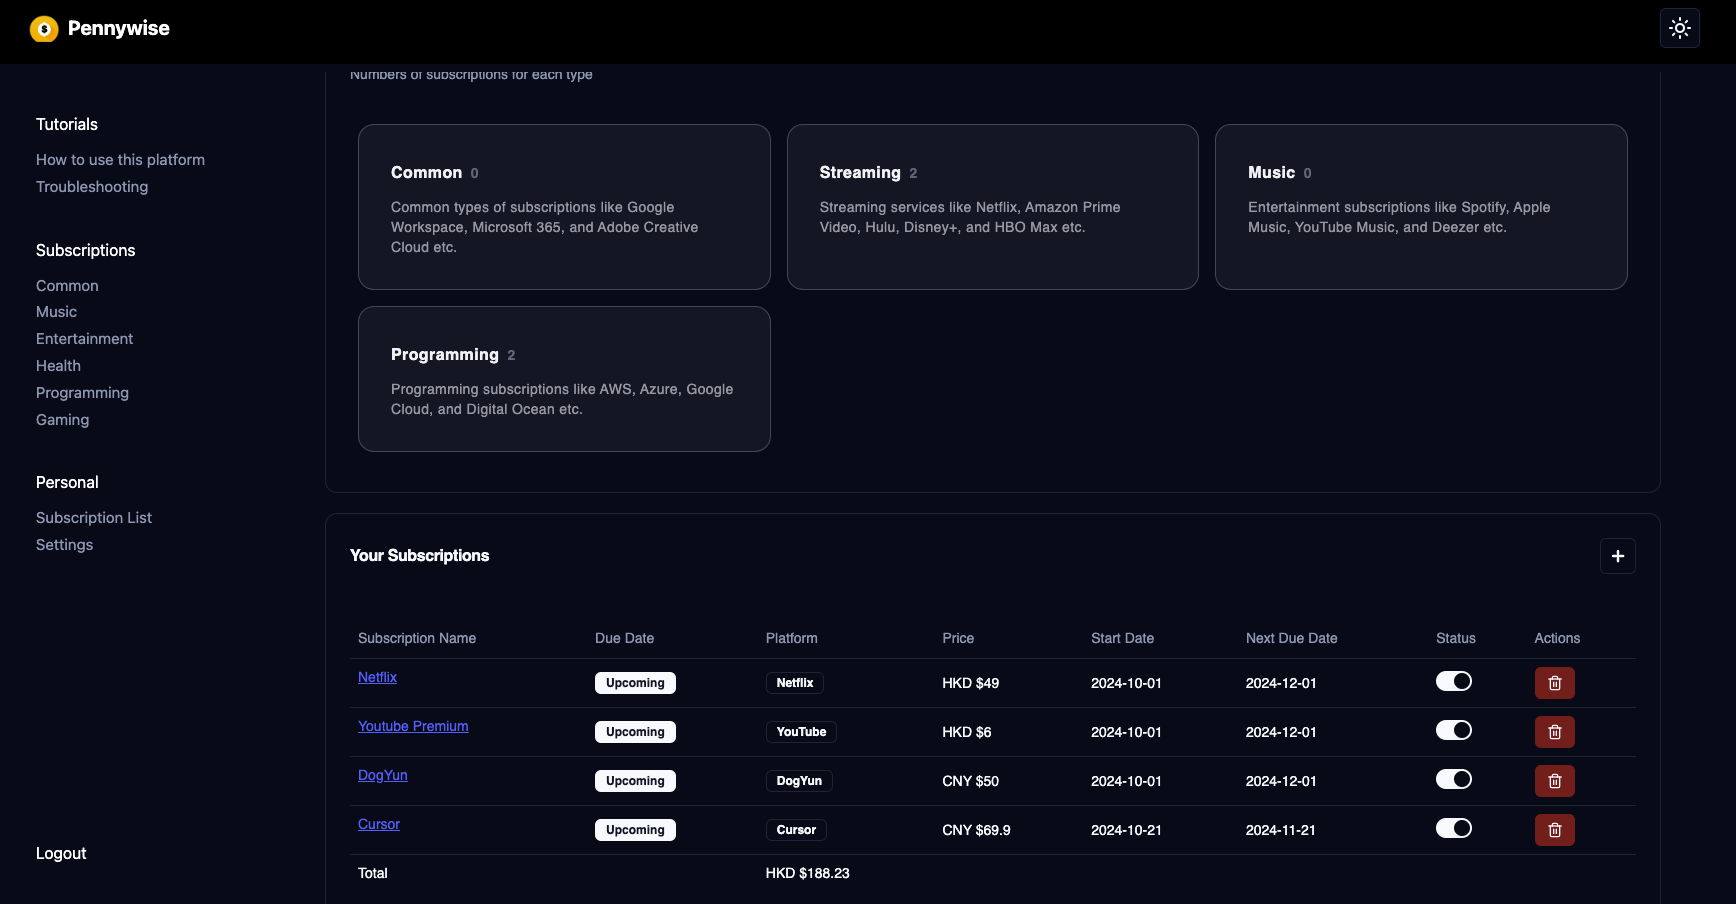 Pennywise
Tutorials
How to use this platform
Troubleshooting
Subscriptions
Common
Music
Entertainment
Health
Programming
Gaming
Personal
Subscription List
Settings
Logout
Numbers of subscriptions for each type
Common 0
Common types of subscriptions like Google
Workspace, Microsoft 365, and Adobe Creative
Cloud etc.
Streaming 2
Streaming services like Netflix, Amazon Prime
Video, Hulu, Disney+, and HBO Max etc.
Music 0
Entertainment subscriptions like Spotify, Apple
Music, YouTube Music, and Deezer etc.
Programming 2
Programming subscriptions like AWS, Azure, Google
Cloud, and Digital Ocean etc.
Your Subscriptions
Subscription Name Due Date Platform Price Start Date Next Due Date Status Actions
Netflix Upcoming Netflix HKD $49 2024-10-01 2024-12-01
Youtube Premium Upcoming YouTube HKD $6 2024-10-01 2024-12-01
DogYun Upcoming DogYun CNY $50 2024-10-01 2024-12-01
Cursor Upcoming Cursor CNY $69.9 2024-10-21 2024-11-21
Total HKD $188.23